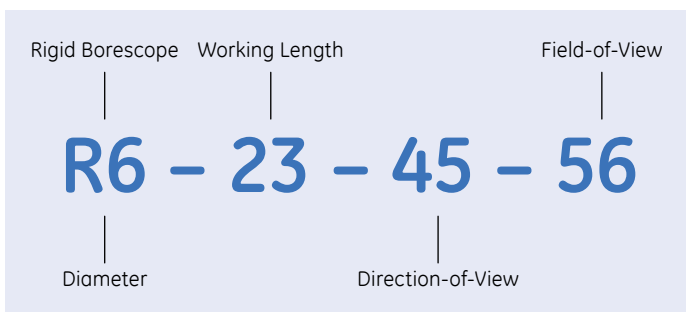 Rigid Borescope Working Length Field-of-View
R6 – 23 – 45 – 56
Diameter Direction-of-View